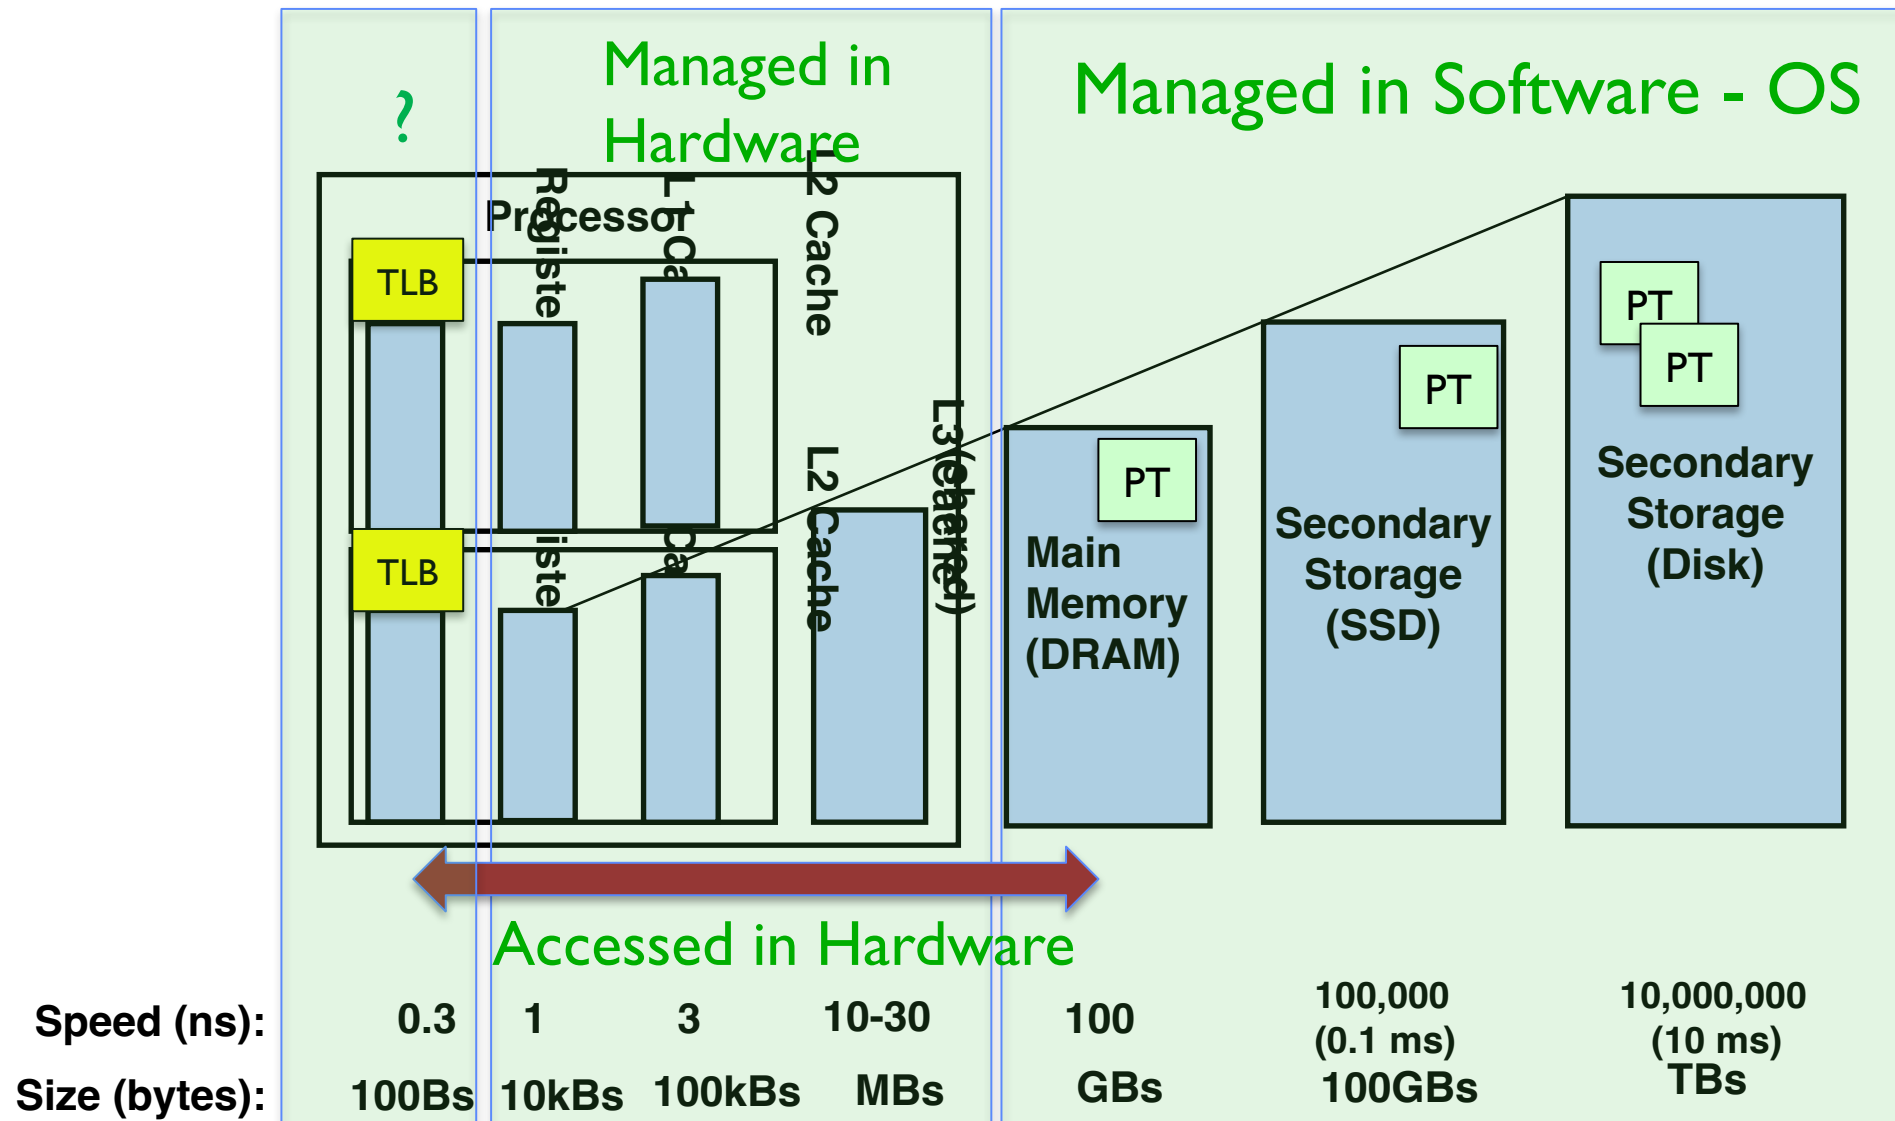 ?
Managed in
Hardware
Managed in Software - OS
Processor
TLB
TLB
L2 Cache
L2 Cache
L3 Cache
(shared)
PT
Main
Memory
(DRAM)
PT
Secondary
Storage
(SSD)
PT
PT
Secondary
Storage
(Disk)
Accessed in Hardware
Speed (ns): 0.3 1 3 10-30 100 100,000 (0.1 ms) 10,000,000 (10 ms)
Size (bytes): 100Bs 10kBs 100kBs MBs GBs 100GBs TBs